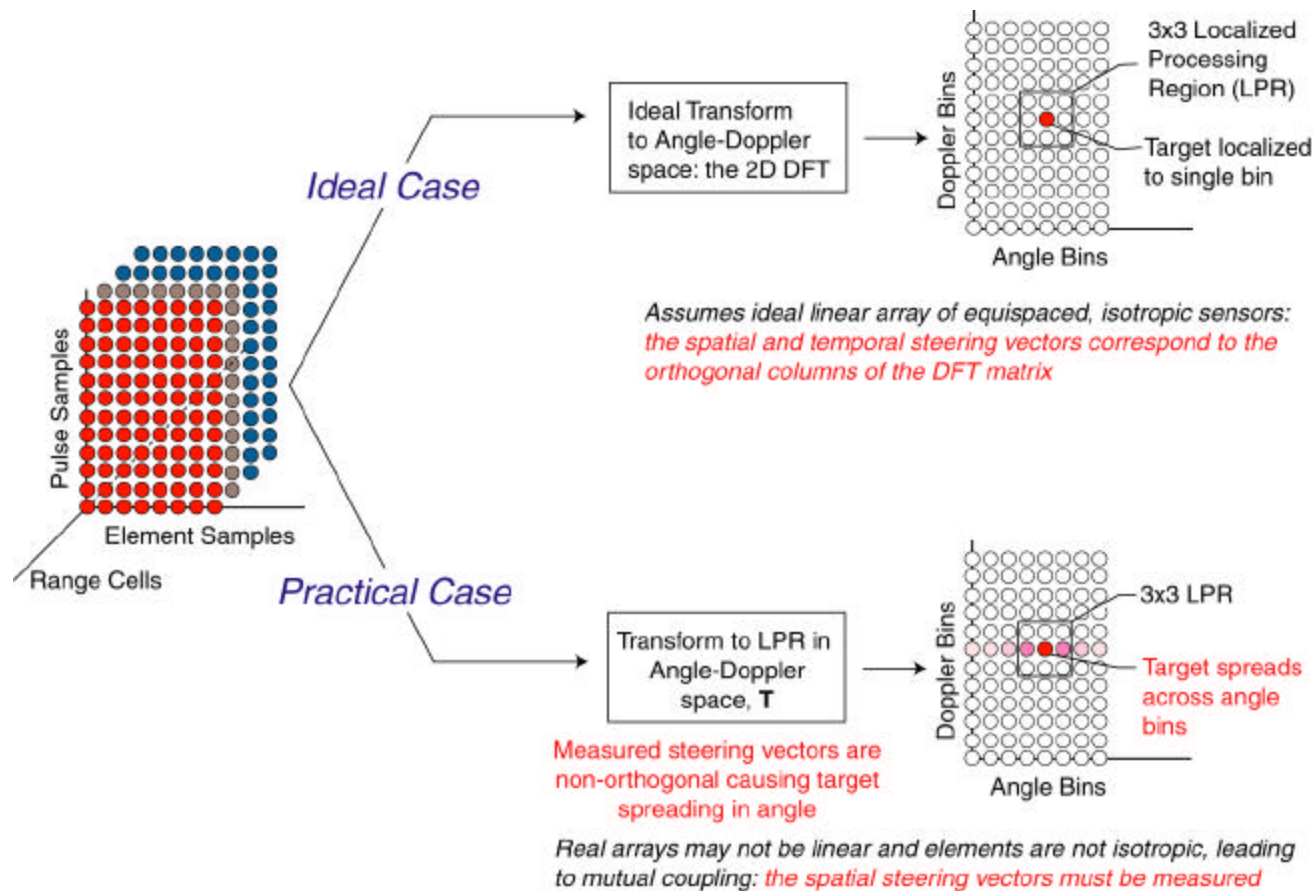 Pulse Samples
Element Samples
Range Cells
Ideal Case
Ideal Transform
to Angle-Doppler
space: the 2D DFT
Doppler Bins
Angle Bins
3x3 Localized
Processing
Region (LPR)
Target localized
to single bin
Assumes ideal linear array of equispaced, isotropic sensors:
the spatial and temporal steering vectors correspond to the
orthogonal columns of the DFT matrix
Practical Case
Transform to LPR in
Angle-Doppler
space, T
Measured steering vectors are
non-orthogonal causing target
spreading in angle
Doppler Bins
Angle Bins
3x3 LPR
Target spreads
across angle
bins
Real arrays may not be linear and elements are not isotropic, leading
to mutual coupling: the spatial steering vectors must be measured